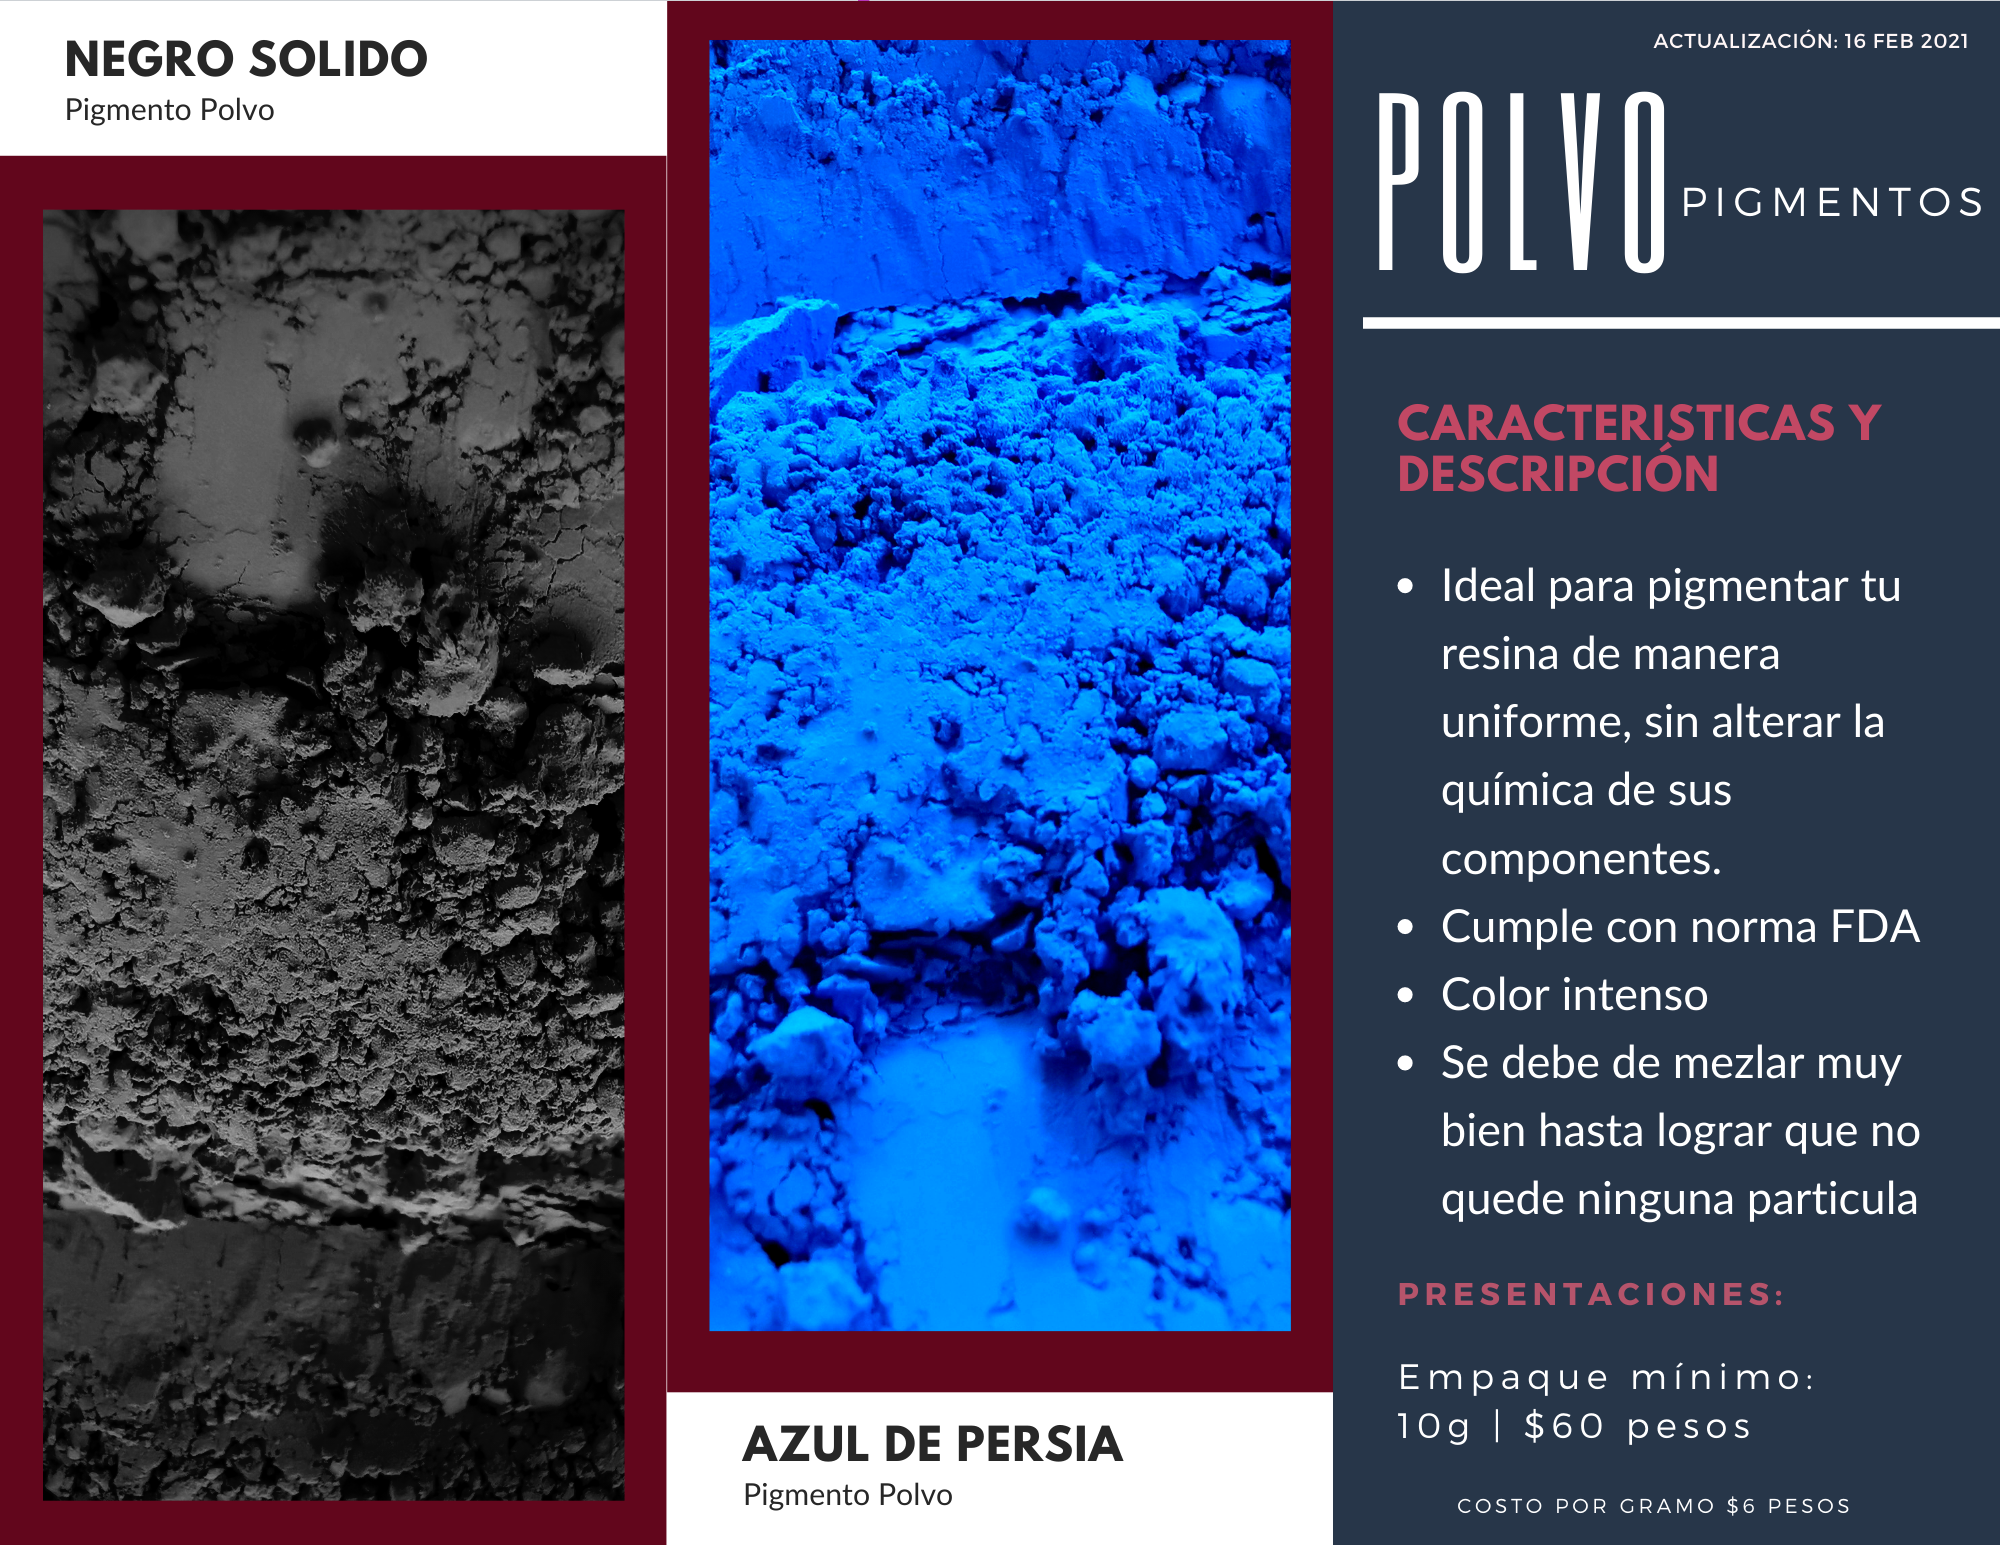 NEGRO SOLIDO
Pigmento Polvo
AZUL DE PERSIA
Pigmento Polvo
ACTUALIZACIÓN: 16 FEB 2021
POLVO PIGMENTOS
CARACTERISTICAS Y
DESCRIPCIÓN
• Ideal para pigmentar tu
resina de manera
uniforme, sin alterar la
química de sus
componentes.
• Cumple con norma FDA
• Color intenso
• Se debe de mezlar muy
bien hasta lograr que no
quede ninguna particula
PRESENTACIONES:
Empaque mínimo:
10g | $60 pesos
COSTO POR GRAMO $6 PESOS